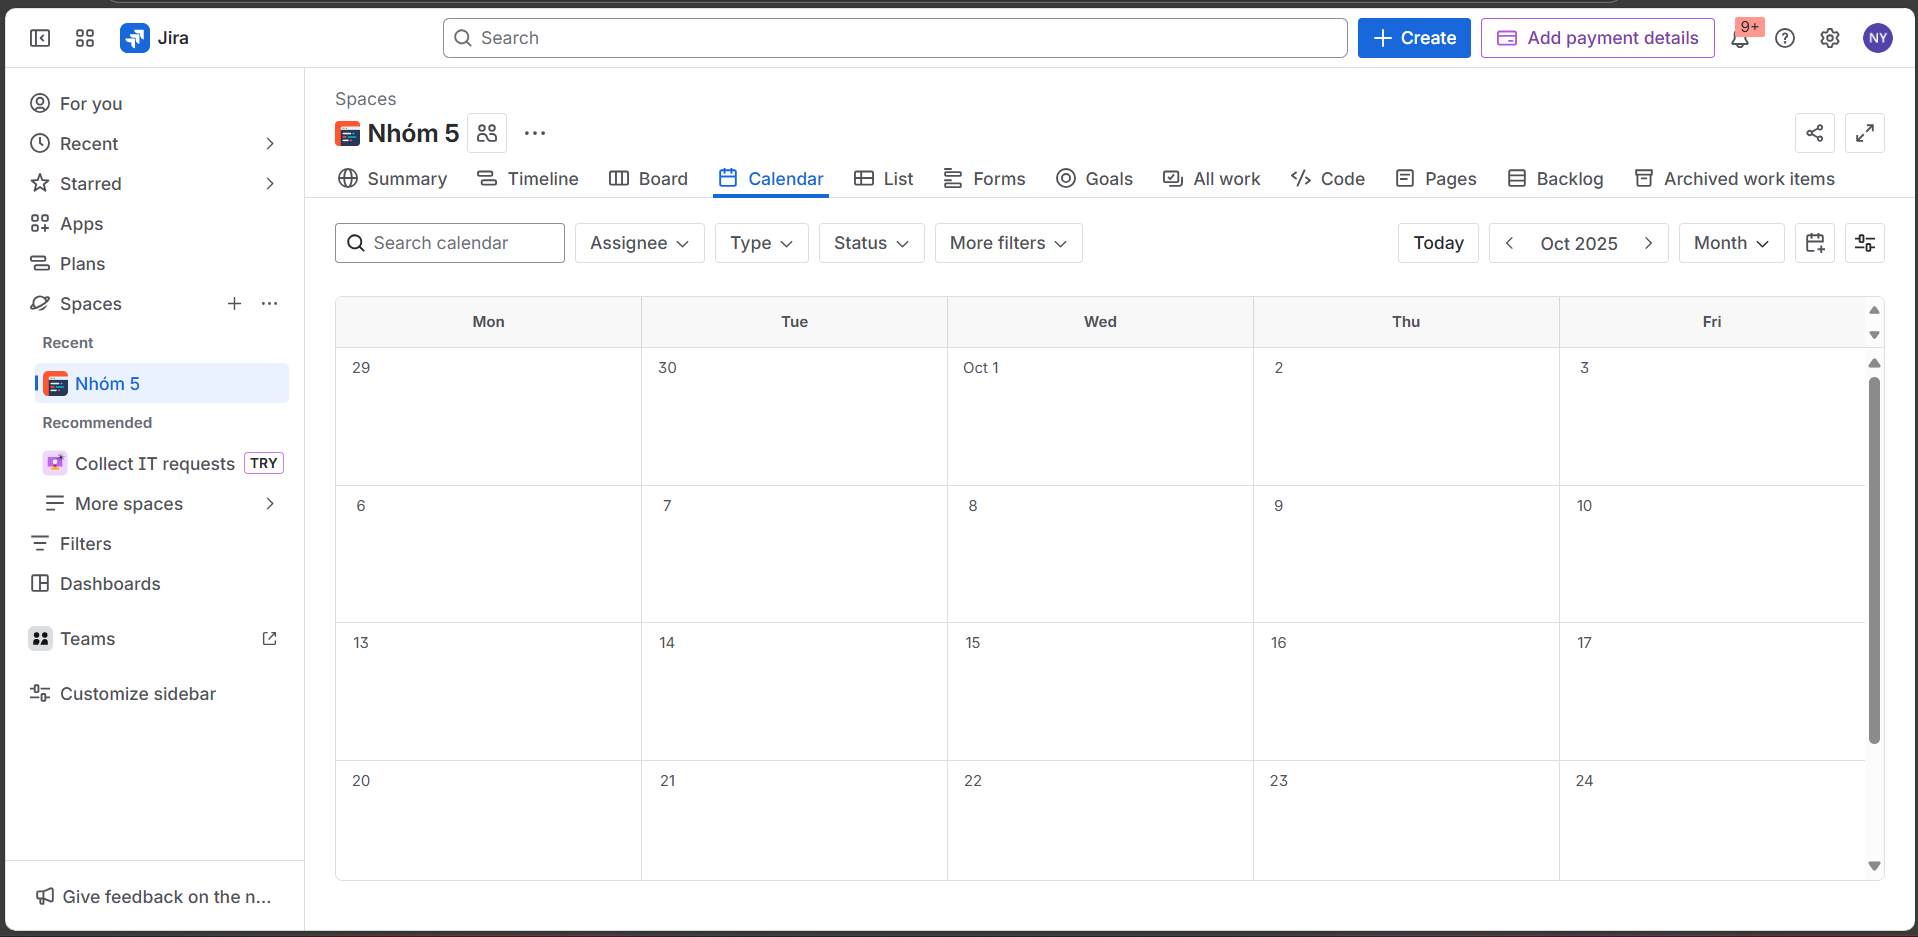 Jira
Search
Create
Add payment details
9+
NY
For you
Recent
Starred
Apps
Plans
Spaces
Recent
Nhóm 5
Recommended
Collect IT requests TRY
More spaces
Filters
Dashboards
Teams
Customize sidebar
Give feedback on the n...
Spaces
Nhóm 5
Summary Timeline Board Calendar List Forms Goals All work Code Pages Backlog Archived work items
Search calendar Assignee Type Status More filters Today Oct 2025 Month
Mon Tue Wed Thu Fri
29 30 Oct 1 2 3
6 7 8 9 10
13 14 15 16 17
20 21 22 23 24